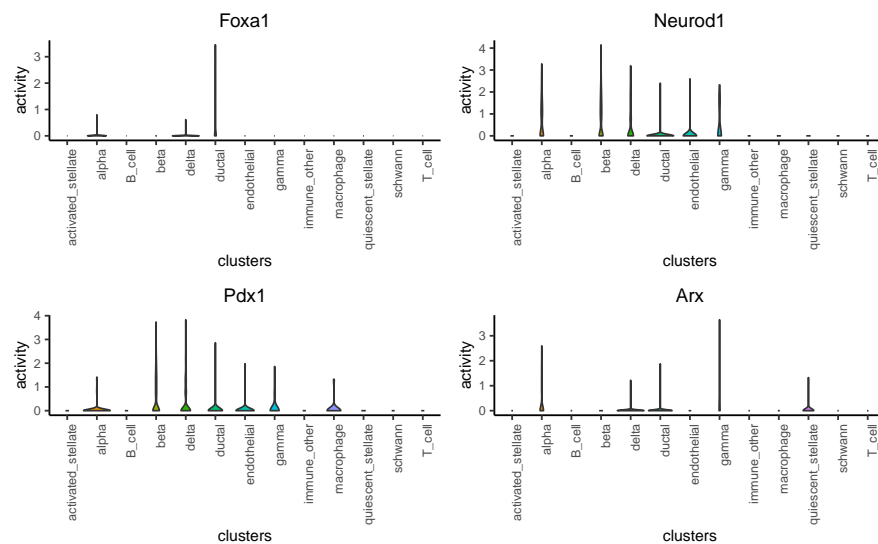 Foxa1
activity
3
2
1
0
activated_stellate
alpha
B_cell
beta
delta
ductal
endothelial
gamma
immune_other
macrophage
quiescent_stellate
schwann
T_cell
clusters
Neurod1
activity
4
3
2
1
0
activated_stellate
alpha
B_cell
beta
delta
ductal
endothelial
gamma
immune_other
macrophage
quiescent_stellate
schwann
T_cell
clusters
Pdx1
activity
4
3
2
1
0
activated_stellate
alpha
B_cell
beta
delta
ductal
endothelial
gamma
immune_other
macrophage
quiescent_stellate
schwann
T_cell
clusters
Arx
activity
3
2
1
0
activated_stellate
alpha
B_cell
beta
delta
ductal
endothelial
gamma
immune_other
macrophage
quiescent_stellate
schwann
T_cell
clusters